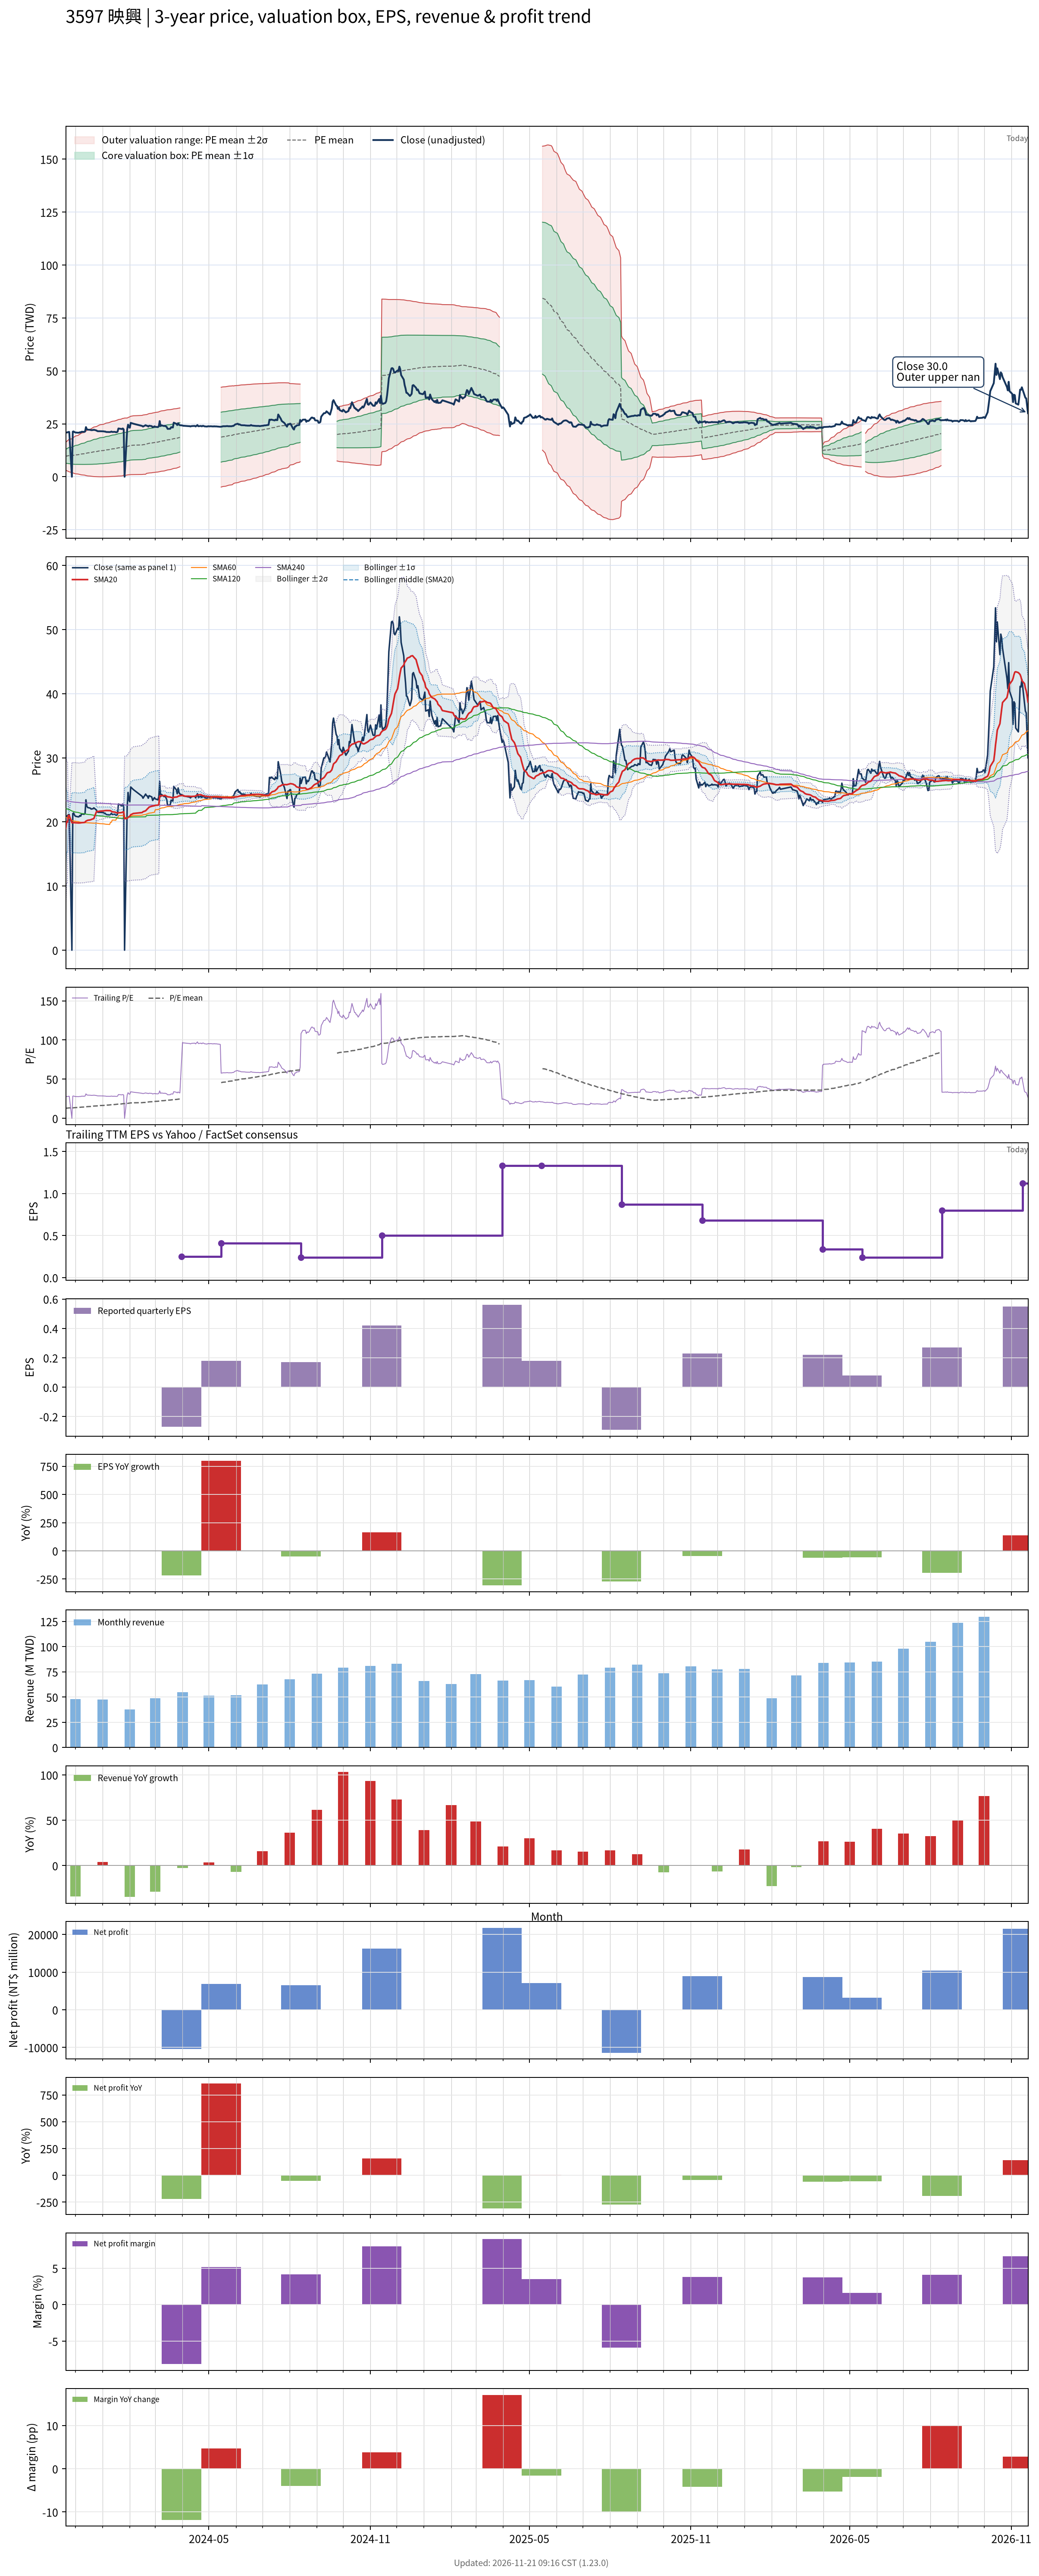 3597 映興 | 3-year price, valuation box, EPS, revenue & profit trend
Outer valuation range: PE mean ±2σ
PE mean
Close (unadjusted)
Core valuation box: PE mean ±1σ
Today
Price (TWD)
150
125
100
75
50
25
0
-25
Close 30.0
Outer upper nan
Close (same as panel 1)
SMA60
SMA240
Bollinger ±1σ
SMA20
SMA120
Bollinger ±2σ
Bollinger middle (SMA20)
Price
60
50
40
30
20
10
0
Trailing P/E
P/E mean
P/E
150
100
50
0
Trailing TTM EPS vs Yahoo / FactSet consensus
Today
EPS
1.5
1.0
0.5
0.0
Reported quarterly EPS
EPS
0.6
0.4
0.2
0.0
-0.2
EPS YoY growth
YoY (%)
750
500
250
0
-250
Monthly revenue
Revenue (M TWD)
125
100
75
50
25
0
Revenue YoY growth
YoY (%)
100
50
0
Month
Net profit
Net profit (NT$ million)
20000
10000
0
-10000
Net profit YoY
YoY (%)
750
500
250
0
-250
Net profit margin
Margin (%)
5
0
-5
Margin YoY change
Δ margin (pp)
10
0
-10
2024-05
2024-11
2025-05
2025-11
2026-05
2026-11
Updated: 2026-11-21 09:16 CST (1.23.0)